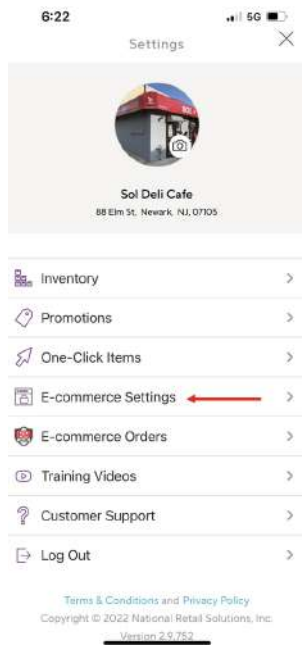 6:22
5G
Settings
Sol Deli Cafe
88 Elm St, Newark, NJ, 07105
Inventory
Promotions
One-Click Items
E-commerce Settings
E-commerce Orders
Training Videos
Customer Support
Log Out
Terms & Conditions and Privacy Policy
Copyright © 2022 National Retail Solutions, Inc.
Version 2.9.752